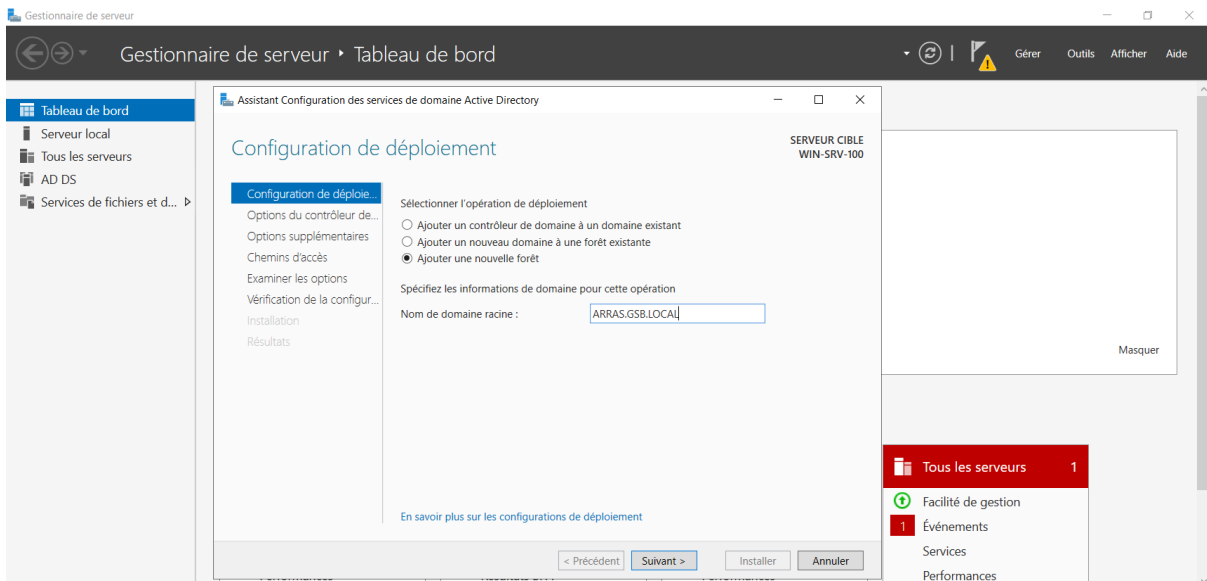 Gestionnaire de serveur
Gestionnaire de serveur ‣ Tableau de bord
Gérer Outils Afficher Aide
Tableau de bord
Serveur local
Tous les serveurs
AD DS
Services de fichiers et d...
Assistant Configuration des services de domaine Active Directory
Configuration de déploiement
SERVEUR CIBLE
WIN-SRV-100
Configuration de déploie...
Options du contrôleur de...
Options supplémentaires
Chemins d'accès
Examiner les options
Vérification de la configur...
Installation
Résultats
Sélectionner l'opération de déploiement
Ajouter un contrôleur de domaine à un domaine existant
Ajouter un nouveau domaine à une forêt existante
Ajouter une nouvelle forêt
Spécifiez les informations de domaine pour cette opération
Nom de domaine racine : ARRAS.GSB.LOCAL
En savoir plus sur les configurations de déploiement
< Précédent Suivant > Installer Annuler
Masquer
Tous les serveurs 1
Facilité de gestion
1 Événements
Services
Performances